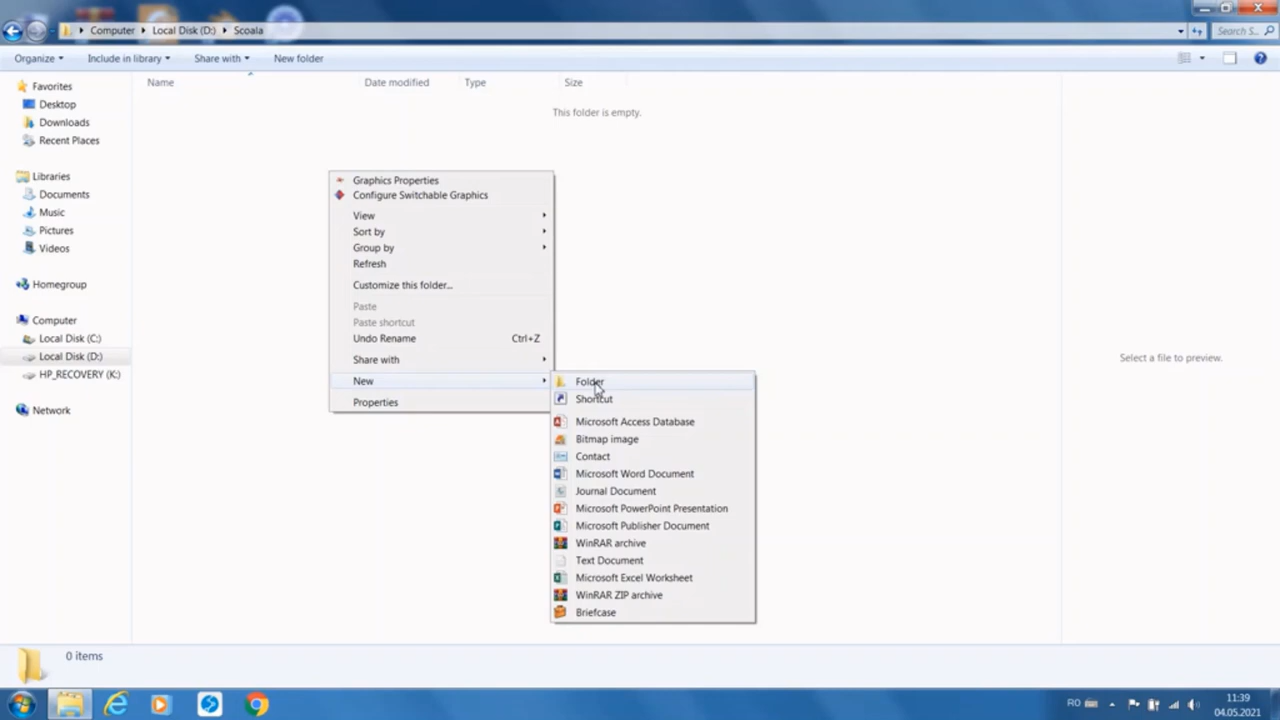 Computer Local Disk (D:) Scoala Search S...
Organize Include in library Share with New folder
Name Date modified Type Size
This folder is empty.
Favorites
Desktop
Downloads
Recent Places
Libraries
Documents
Music
Pictures
Videos
Homegroup
Computer
Local Disk (C:)
Local Disk (D:)
HP_RECOVERY (K:)
Network
Graphics Properties
Configure Switchable Graphics
View
Sort by
Group by
Refresh
Customize this folder...
Paste
Paste shortcut
Undo Rename Ctrl+Z
Share with
New
Properties
Folder
Shortcut
Microsoft Access Database
Bitmap image
Contact
Microsoft Word Document
Journal Document
Microsoft PowerPoint Presentation
Microsoft Publisher Document
WinRAR archive
Text Document
Microsoft Excel Worksheet
WinRAR ZIP archive
Briefcase
Select a file to preview.
0 items
RO
11:39
04.05.2021